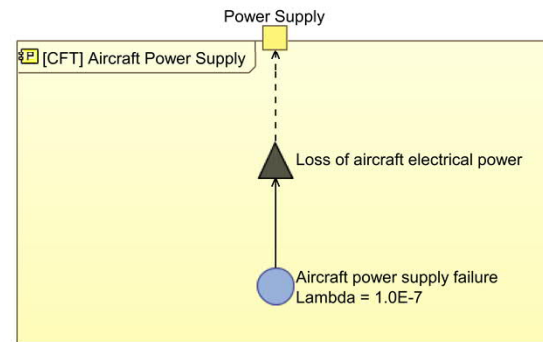 Power Supply
[CFT] Aircraft Power Supply
Loss of aircraft electrical power
Aircraft power supply failure
Lambda = 1.0E-7